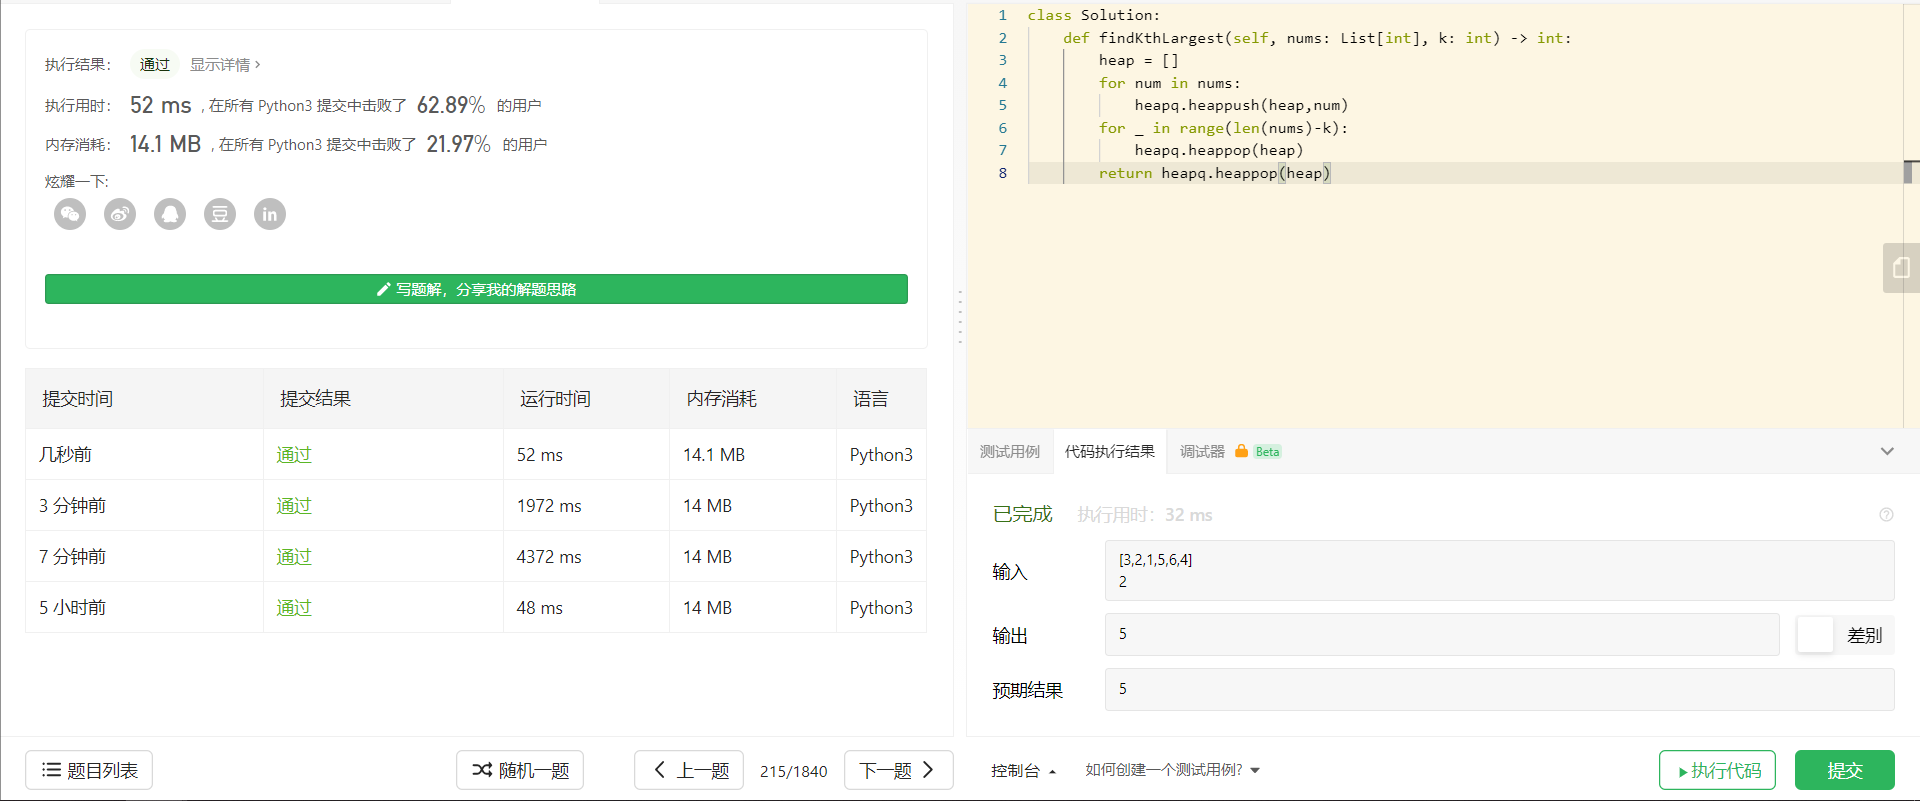 执行结果： 通过 显示详情 >
执行用时： 52 ms , 在所有 Python3 提交中击败了 62.89% 的用户
内存消耗： 14.1 MB , 在所有 Python3 提交中击败了 21.97% 的用户
炫耀一下:
豆 in
写题解，分享我的解题思路
提交时间 提交结果 运行时间 内存消耗 语言
几秒前 通过 52 ms 14.1 MB Python3
3 分钟前 通过 1972 ms 14 MB Python3
7 分钟前 通过 4372 ms 14 MB Python3
5 小时前 通过 48 ms 14 MB Python3
题目列表 随机一题 上一题 215/1840 下一题
1 class Solution:
2 def findKthLargest(self, nums: List[int], k: int) -> int:
3 heap = []
4 for num in nums:
5 heapq.heappush(heap,num)
6 for _ in range(len(nums)-k):
7 heapq.heappop(heap)
8 return heapq.heappop(heap)
测试用例 代码执行结果 调试器 Beta
已完成 执行用时：32 ms
输入 [3,2,1,5,6,4]
2
输出 5 差别
预期结果 5
控制台 如何创建一个测试用例? 执行代码 提交